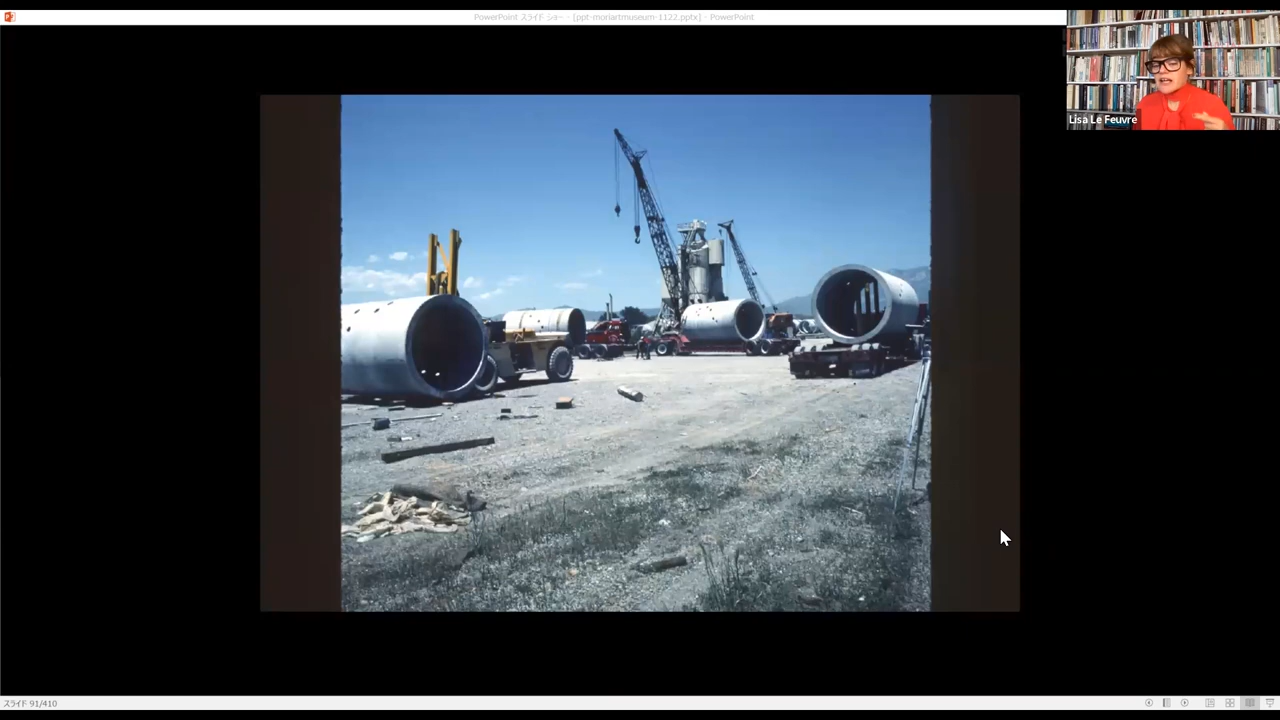 PowerPoint スライド ショー - [ppt-moriartmuseum-1122.pptx] - PowerPoint
Lisa Le Feuvre
スライド 91/410